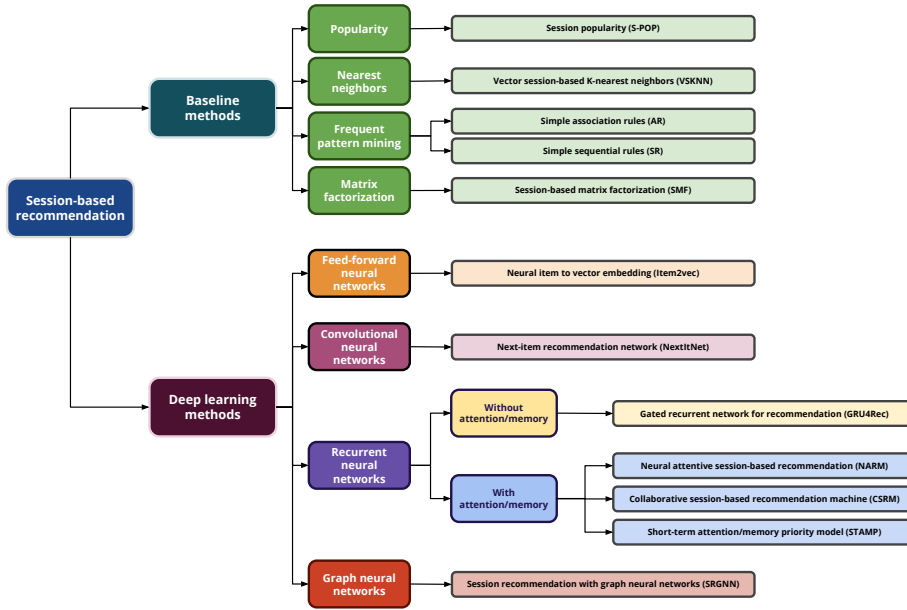 Session-based
recommendation
Baseline
methods
Popularity
Session popularity (S-POP)
Nearest
neighbors
Vector session-based K-nearest neighbors (VSKNN)
Frequent
pattern mining
Simple association rules (AR)
Simple sequential rules (SR)
Matrix
factorization
Session-based matrix factorization (SMF)
Deep learning
methods
Feed-forward
neural
networks
Neural item to vector embedding (Item2vec)
Convolutional
neural
networks
Next-item recommendation network (NextItNet)
Recurrent
neural
networks
Without
attention/memory
Gated recurrent network for recommendation (GRU4Rec)
With
attention/memory
Neural attentive session-based recommendation (NARM)
Collaborative session-based recommendation machine (CSRM)
Short-term attention/memory priority model (STAMP)
Graph neural
networks
Session recommendation with graph neural networks (SRGNN)